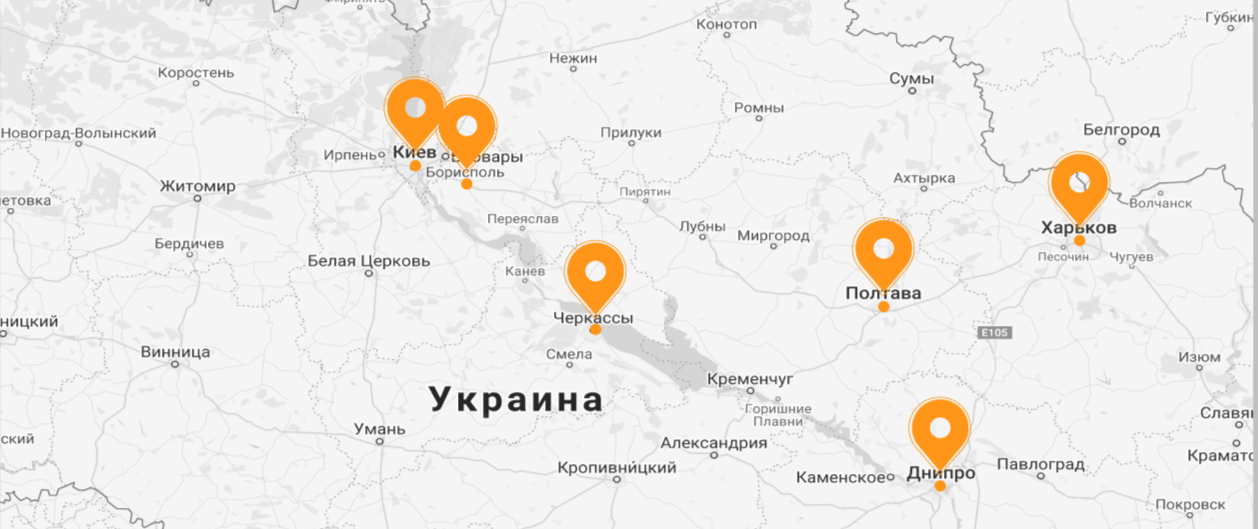 Конотоп
Губкин
Нежин
Коростень
Сумы
Ромны
Новоград-Волынский
Прилуки
Белгород
Ирпень
Киев
Бровары
Борисполь
Житомир
Пирятин
Ахтырка
Волчанск
етовка
Переяслав
Лубны
Миргород
Харьков
Бердичев
Белая Церковь
Канев
Песочин
Чугуев
Полтава
ницкий
Черкассы
E105
Винница
Смела
Изюм
Кременчуг
Украина
Горишние
Плавни
Славян
Умань
ский
Александрия
Крамато
Кропивницкий
Каменское
Днипро
Павлоград
Покровск